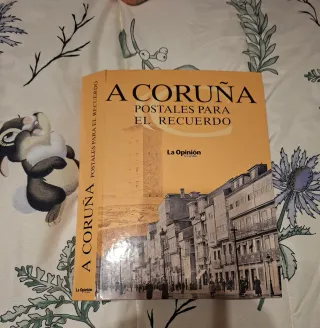 A CORUÑA
POSTALES PARA
EL RECUERDO
La Opinión
A CORUÑA POSTALES PARA EL RECUERDO
La Opinión